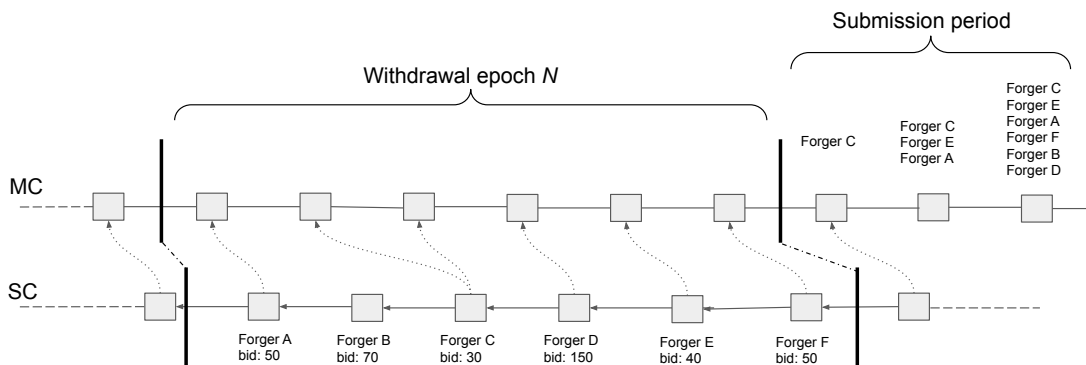 Submission period
Withdrawal epoch N
Forger C
Forger C
Forger E
Forger A
Forger C
Forger E
Forger A
Forger F
Forger B
Forger D
MC
SC
Forger A
bid: 50
Forger B
bid: 70
Forger C
bid: 30
Forger D
bid: 150
Forger E
bid: 40
Forger F
bid: 50